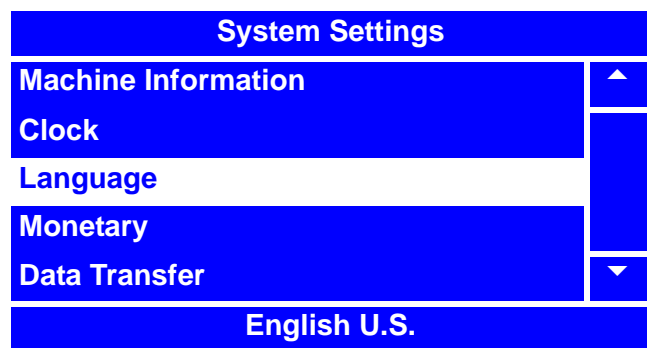 System Settings
Machine Information
Clock
Language
Monetary
Data Transfer
English U.S.